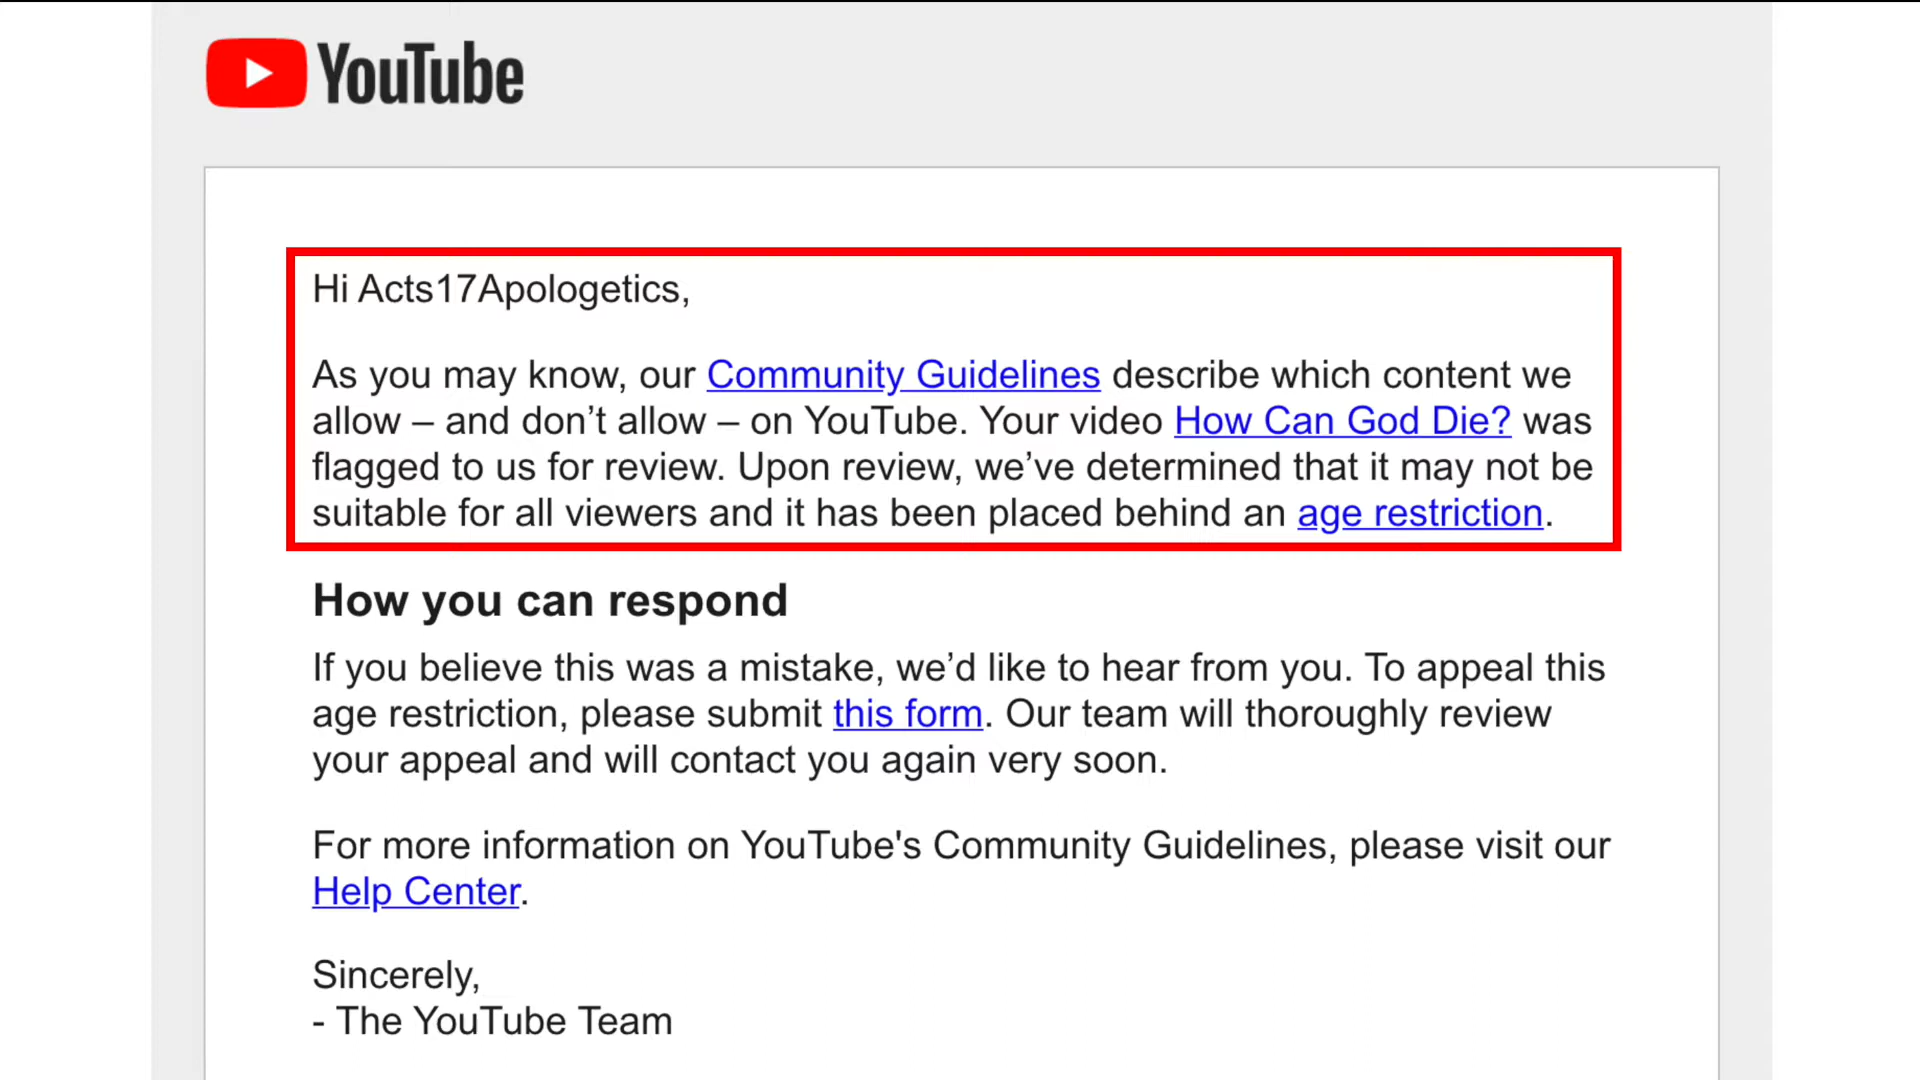 YouTube
Hi Acts17Apologetics,
As you may know, our Community Guidelines describe which content we
allow – and don’t allow – on YouTube. Your video How Can God Die? was
flagged to us for review. Upon review, we’ve determined that it may not be
suitable for all viewers and it has been placed behind an age restriction.
How you can respond
If you believe this was a mistake, we’d like to hear from you. To appeal this
age restriction, please submit this form. Our team will thoroughly review
your appeal and will contact you again very soon.
For more information on YouTube's Community Guidelines, please visit our
Help Center.
Sincerely,
- The YouTube Team